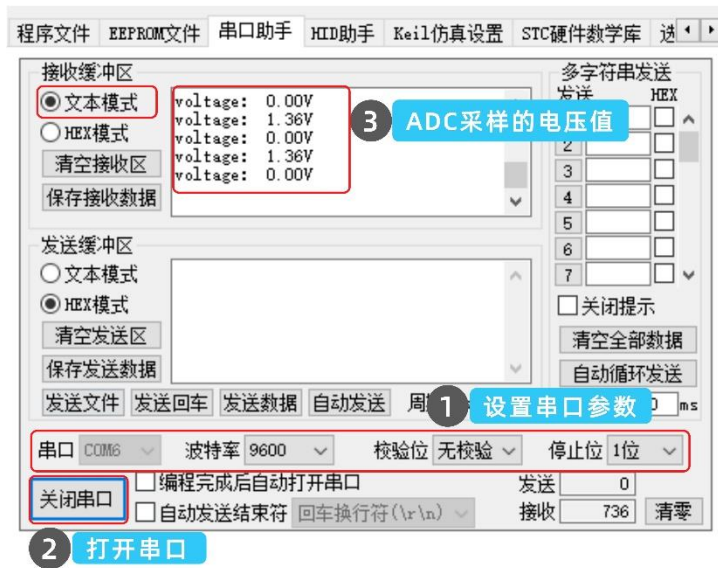 程序文件 EEPROM文件 串口助手 HID助手 Keil仿真设置 STC硬件数学库 选
接收缓冲区
文本模式
HEX模式
清空接收区
保存接收数据
voltage: 0.00V
voltage: 1.36V
voltage: 0.00V
voltage: 1.36V
voltage: 0.00V
3 ADC采样的电压值
多字符串发送
发送 HEX
2
3
4
5
6
7
关闭提示
清空全部数据
自动循环发送
ms
发送缓冲区
文本模式
HEX模式
清空发送区
保存发送数据
发送文件 发送回车 发送数据 自动发送
1 设置串口参数
串口 COM6 波特率 9600 校验位 无校验 停止位 1位
关闭串口
编程完成后自动打开串口
自动发送结束符 回车换行符(\r\n)
发送 0
接收 736 清零
2 打开串口